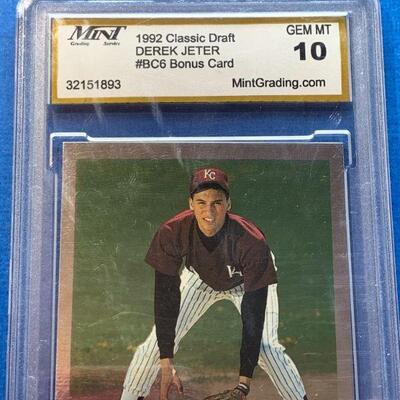 MINT
Grading Service
32151893
1992 Classic Draft
DEREK JETER
#BC6 Bonus Card
GEM MT
10
MintGrading.com
KC
K